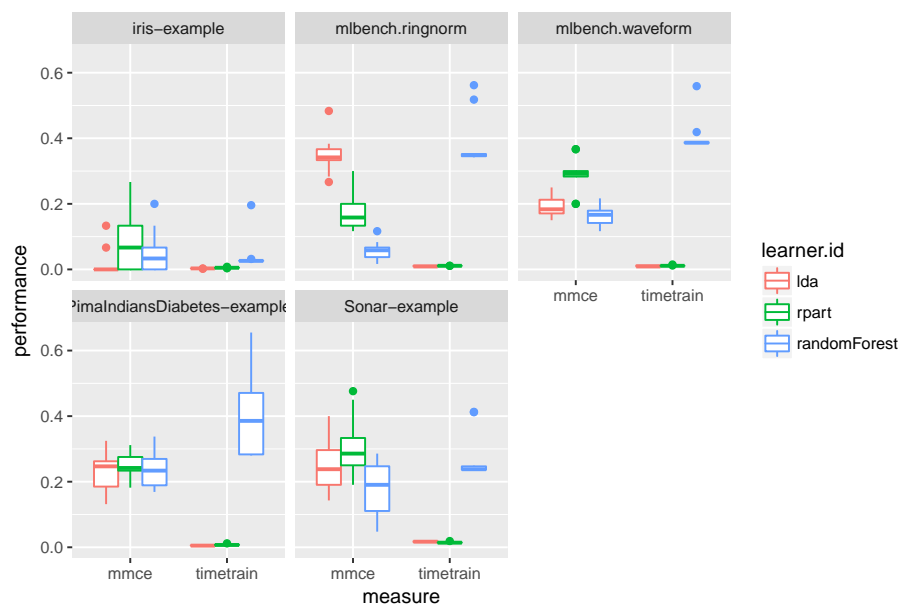 iris−example
mlbench.ringnorm
mlbench.waveform
0.6
0.4
0.2
0.0
mmce
timetrain
PimaIndiansDiabetes−example
Sonar−example
0.6
0.4
0.2
0.0
mmce
timetrain
mmce
timetrain
measure
performance
learner.id
lda
rpart
randomForest